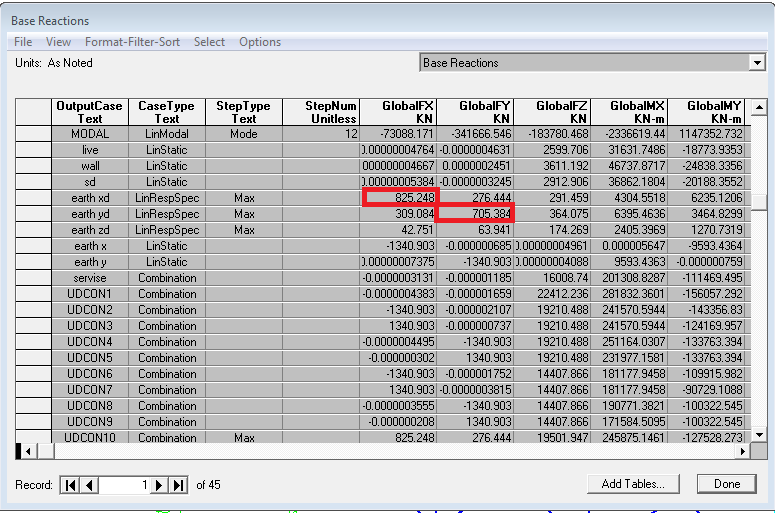 Base Reactions
File View Format-Filter-Sort Select Options
Units: As Noted
Base Reactions
OutputCase CaseType StepType StepNum GlobalFX GlobalFY GlobalFZ GlobalMX GlobalMY
Text Text Text Unitless KN KN KN KN-m KN-m
MODAL LinModal Mode 12 -73088.171 -341666.546 -183780.468 -2336619.44 1147352.732
live LinStatic 0.00000004764 -0.0000004631 2599.706 31631.7486 -18773.9353
wall LinStatic 00000004667 0.0000002451 3611.192 46737.8717 -24838.3356
sd LinStatic 00000005384 -0.0000003245 2912.906 36862.1804 -20188.3552
earth xd LinRespSpec Max 825.248 276.444 291.459 4304.5518 6235.1206
earth yd LinRespSpec Max 309.084 705.384 364.075 6395.4636 3464.8299
earth zd LinRespSpec Max 42.751 63.941 174.269 2405.3969 1270.7319
earth x LinStatic -1340.903 -0.000000685 0.00000004961 0.000005647 -9593.4364
earth y LinStatic 0.00000007375 -1340.903 0.00000004088 9593.4363 -0.000000759
servise Combination -0.0000003131 -0.000001185 16008.74 201308.8287 -111469.495
UDCON1 Combination -0.0000004383 -0.000001659 22412.236 281832.3601 -156057.292
UDCON2 Combination -1340.903 -0.000002107 19210.488 241570.5944 -143356.83
UDCON3 Combination 1340.903 -0.000000737 19210.488 241570.5944 -124169.957
UDCON4 Combination -0.0000004495 -1340.903 19210.488 251164.0307 -133763.394
UDCON5 Combination -0.000000302 1340.903 19210.488 231977.1581 -133763.394
UDCON6 Combination -1340.903 -0.000001752 14407.866 181177.9458 -109915.982
UDCON7 Combination 1340.903 -0.0000003815 14407.866 181177.9458 -90729.1088
UDCON8 Combination -0.0000003555 -1340.903 14407.866 190771.3821 -100322.545
UDCON9 Combination -0.000000208 1340.903 14407.866 171584.5095 -100322.545
UDCON10 Combination Max 825.248 276.444 19501.947 245875.1461 -127528.273
Record: 1 of 45
Add Tables... Done